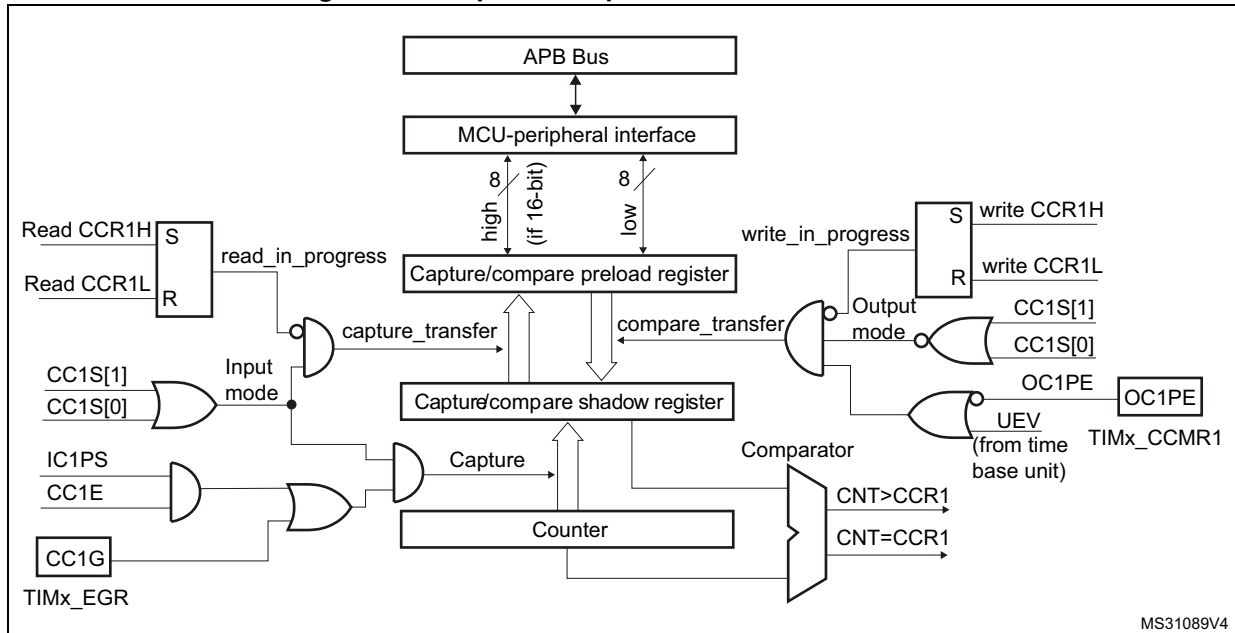 APB Bus
MCU-peripheral interface
8
8
high
(if 16-bit)
low
Read CCR1H
S
read_in_progress
Read CCR1L
R
write_in_progress
S
write CCR1H
R
write CCR1L
Capture/compare preload register
capture_transfer
compare_transfer
Output
mode
CC1S[1]
CC1S[0]
CC1S[1]
CC1S[0]
Input
mode
Capture/compare shadow register
OC1PE
OC1PE
UEV
(from time
base unit)
TIMx_CCMR1
IC1PS
CC1E
Capture
Comparator
CNT>CCR1
Counter
CNT=CCR1
CC1G
TIMx_EGR
MS31089V4